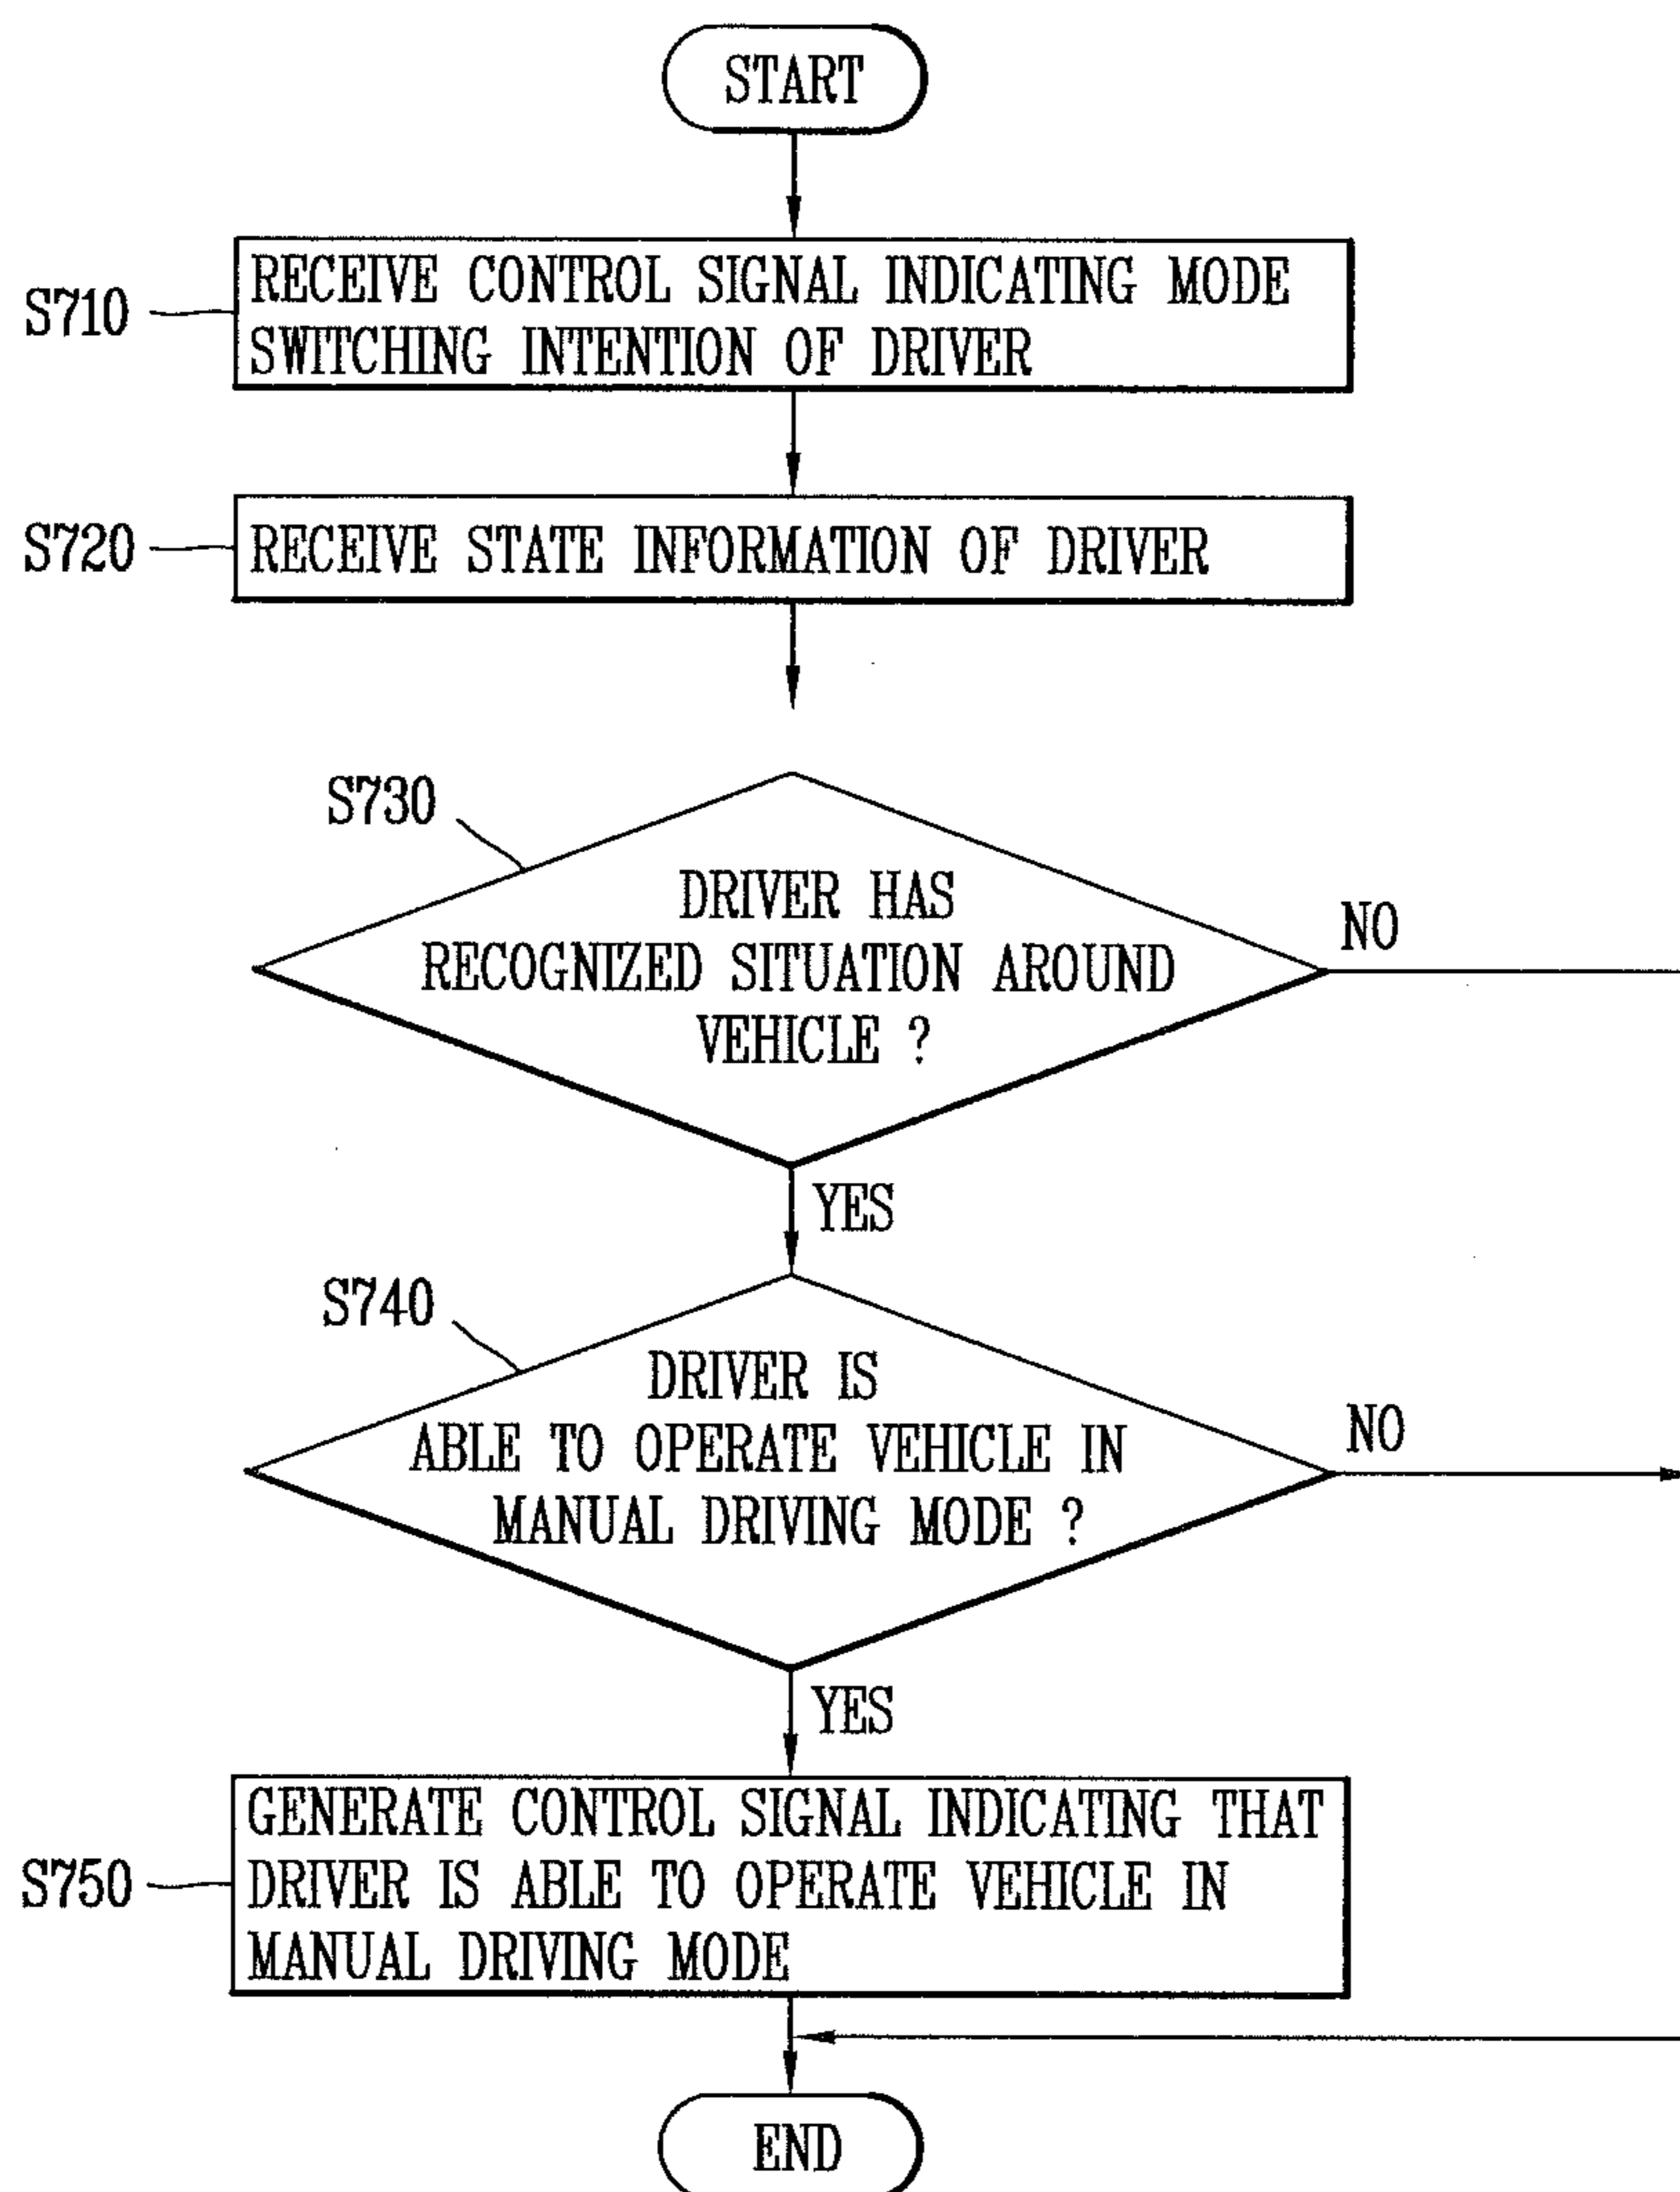 START
S710
RECEIVE CONTROL SIGNAL INDICATING MODE
SWITCHING INTENTION OF DRIVER
S720
RECEIVE STATE INFORMATION OF DRIVER
S730
DRIVER HAS
RECOGNIZED SITUATION AROUND
VEHICLE ?
NO
YES
S740
DRIVER IS
ABLE TO OPERATE VEHICLE IN
MANUAL DRIVING MODE ?
NO
YES
S750
GENERATE CONTROL SIGNAL INDICATING THAT
DRIVER IS ABLE TO OPERATE VEHICLE IN
MANUAL DRIVING MODE
END